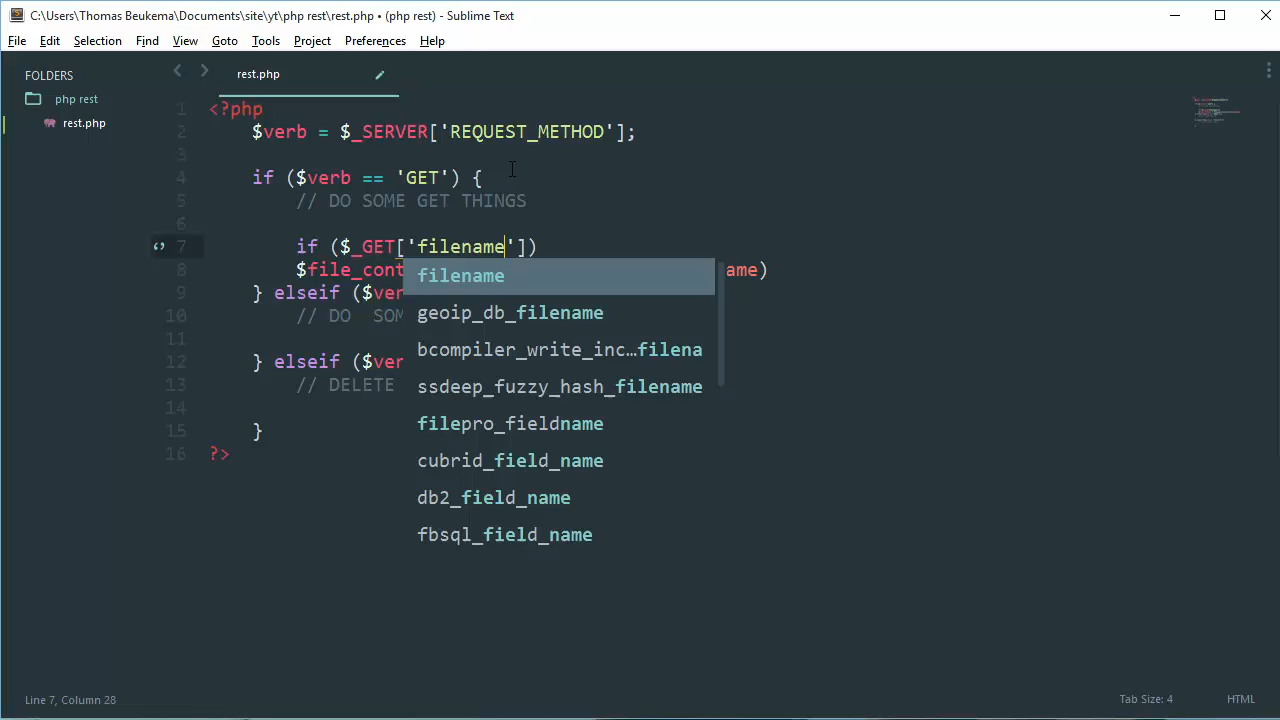 C:\Users\Thomas Beukema\Documents\site\yt\php rest\rest.php • (php rest) - Sublime Text
File Edit Selection Find View Goto Tools Project Preferences Help
FOLDERS
php rest
rest.php
rest.php
1 <?php
2 $verb = $_SERVER['REQUEST_METHOD'];
3
4 if ($verb == 'GET') {
5 // DO SOME GET THINGS
6
7 if ($_GET['filename'])
8 $file_cont ame)
9 } elseif ($ver
10 // DO SOM
11
12 } elseif ($ver
13 // DELETE
14
15 }
16 ?>
filename
geoip_db_filename
bcompiler_write_inc…filena
ssdeep_fuzzy_hash_filename
filepro_fieldname
cubrid_field_name
db2_field_name
fbsql_field_name
Line 7, Column 28
Tab Size: 4
HTML